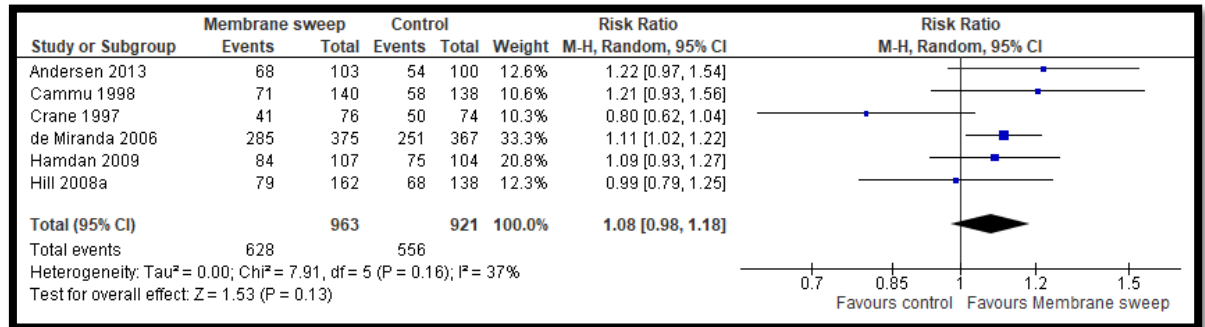 Membrane sweep Control Risk Ratio Risk Ratio
Study or Subgroup Events Total Events Total Weight M-H, Random, 95% CI M-H, Random, 95% CI
Andersen 2013 68 103 54 100 12.6% 1.22 [0.97, 1.54]
Cammu 1998 71 140 58 138 10.6% 1.21 [0.93, 1.56]
Crane 1997 41 76 50 74 10.3% 0.80 [0.62, 1.04]
de Miranda 2006 285 375 251 367 33.3% 1.11 [1.02, 1.22]
Hamdan 2009 84 107 75 104 20.8% 1.09 [0.93, 1.27]
Hill 2008a 79 162 68 138 12.3% 0.99 [0.79, 1.25]
Total (95% CI) 963 921 100.0% 1.08 [0.98, 1.18]
Total events 628 556
Heterogeneity: Tau² = 0.00; Chi² = 7.91, df = 5 (P = 0.16); I² = 37%
Test for overall effect: Z = 1.53 (P = 0.13)
0.7 0.85 1 1.2 1.5
Favours control Favours Membrane sweep